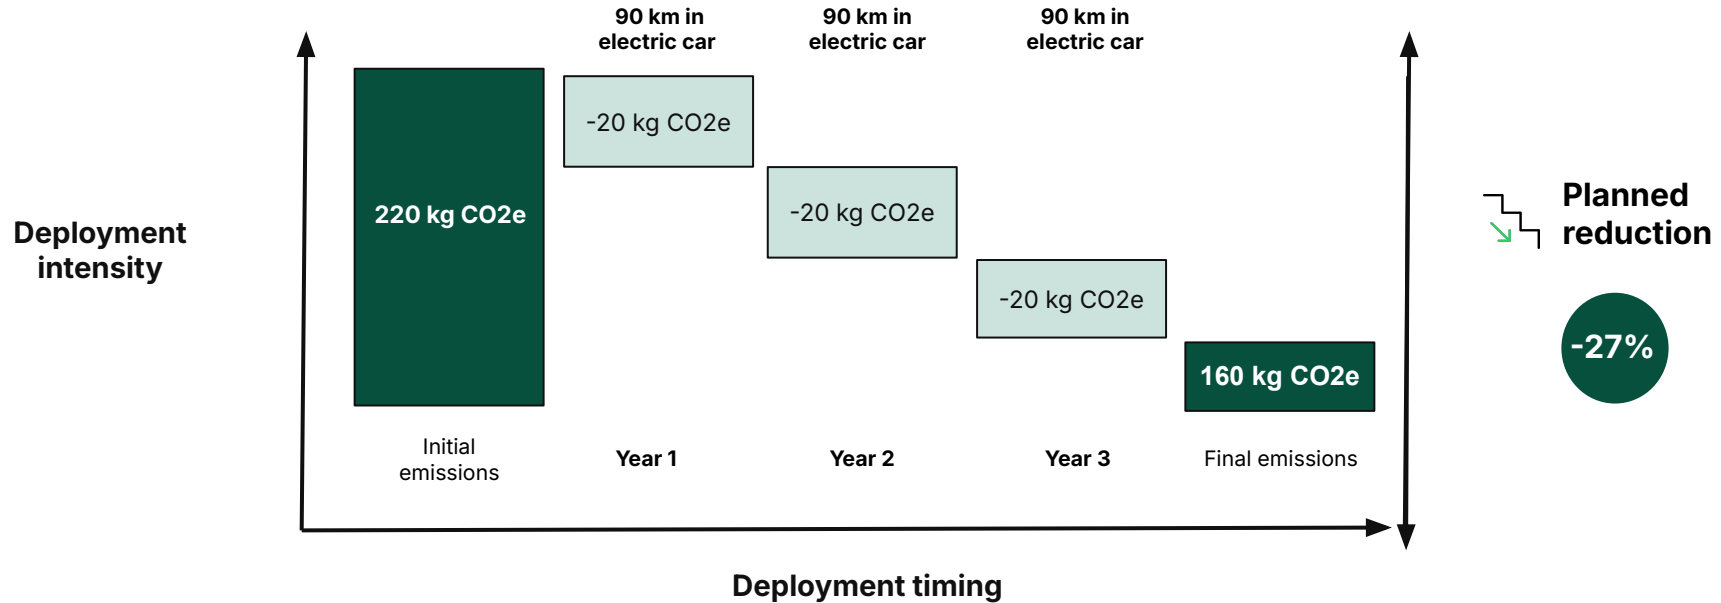 90 km in
electric car
90 km in
electric car
90 km in
electric car
Deployment
intensity
220 kg CO2e
-20 kg CO2e
-20 kg CO2e
-20 kg CO2e
160 kg CO2e
Initial
emissions
Year 1
Year 2
Year 3
Final emissions
Deployment timing
Planned
reduction
-27%